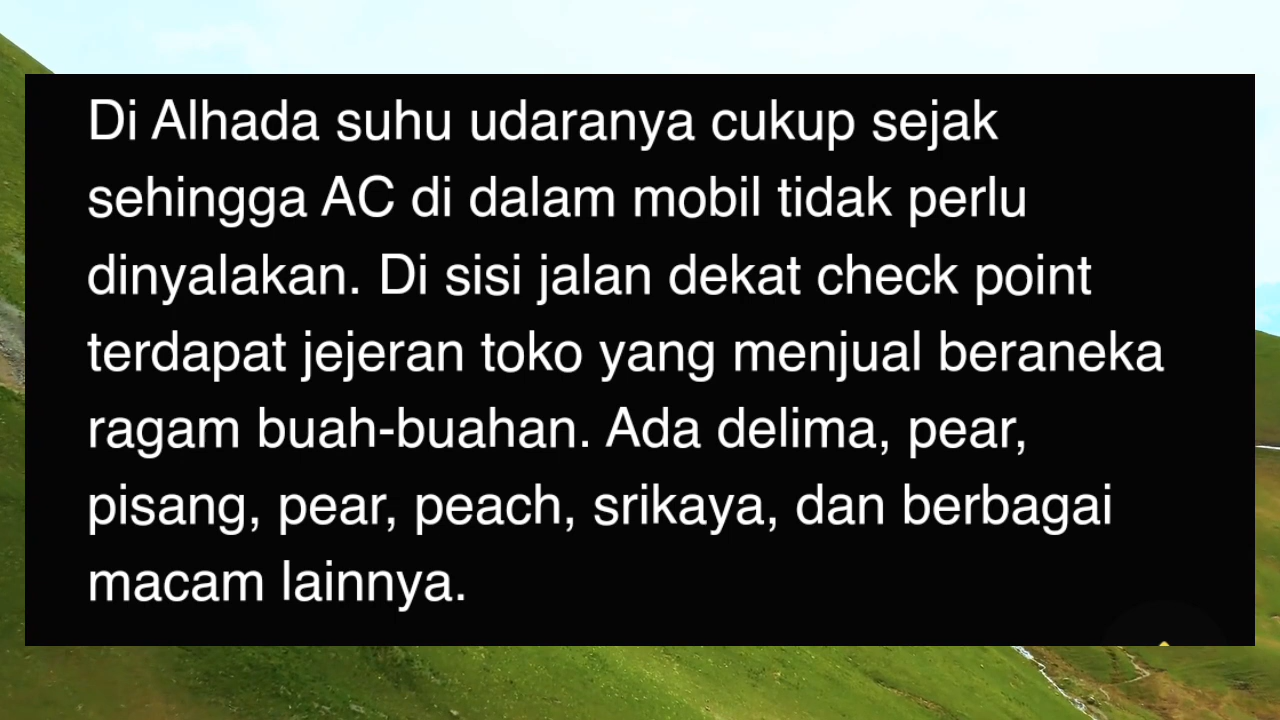 Di Alhada suhu udaranya cukup sejak
sehingga AC di dalam mobil tidak perlu
dinyalakan. Di sisi jalan dekat check point
terdapat jejeran toko yang menjual beraneka
ragam buah-buahan. Ada delima, pear,
pisang, pear, peach, srikaya, dan berbagai
macam lainnya.